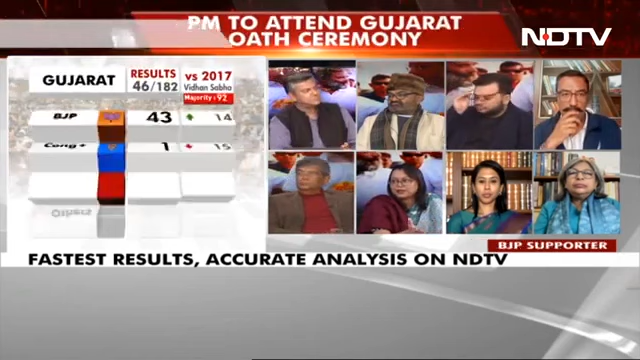 PM TO ATTEND GUJARAT
OATH CEREMONY
NDTV
GUJARAT
RESULTS
46/182
vs 2017
Vidhan Sabha
Majority : 92
BJP 43 14
Cong+ 1 15
Others
BJP SUPPORTER
FASTEST RESULTS, ACCURATE ANALYSIS ON NDTV